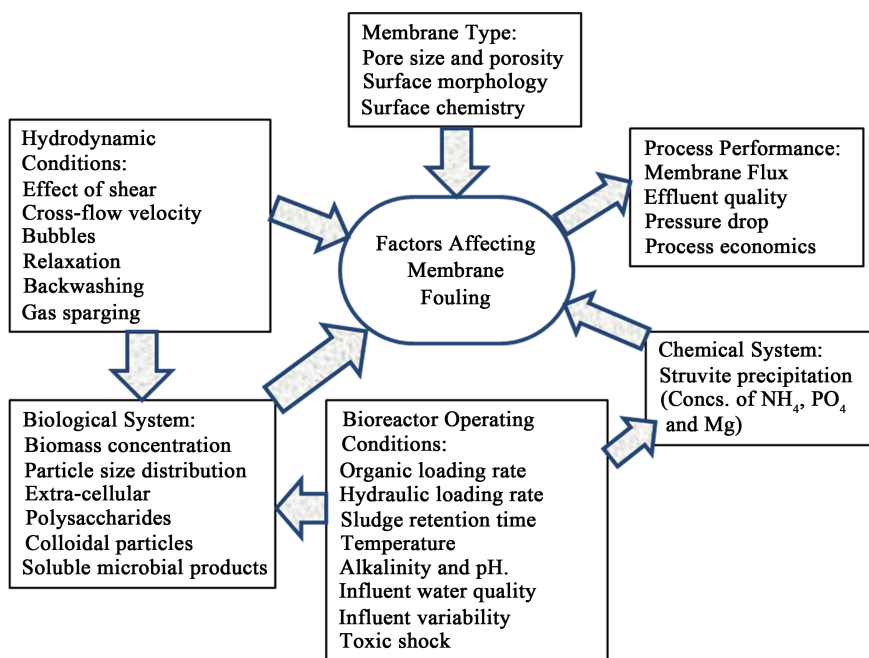 Membrane Type:
Pore size and porosity
Surface morphology
Surface chemistry
Hydrodynamic
Conditions:
Effect of shear
Cross-flow velocity
Bubbles
Relaxation
Backwashing
Gas sparging
Process Performance:
Membrane Flux
Effluent quality
Pressure drop
Process economics
Factors Affecting
Membrane
Fouling
Chemical System:
Struvite precipitation
(Concs. of NH₄, PO₄
and Mg)
Biological System:
Biomass concentration
Particle size distribution
Extra-cellular
Polysaccharides
Colloidal particles
Soluble microbial products
Bioreactor Operating
Conditions:
Organic loading rate
Hydraulic loading rate
Sludge retention time
Temperature
Alkalinity and pH.
Influent water quality
Influent variability
Toxic shock